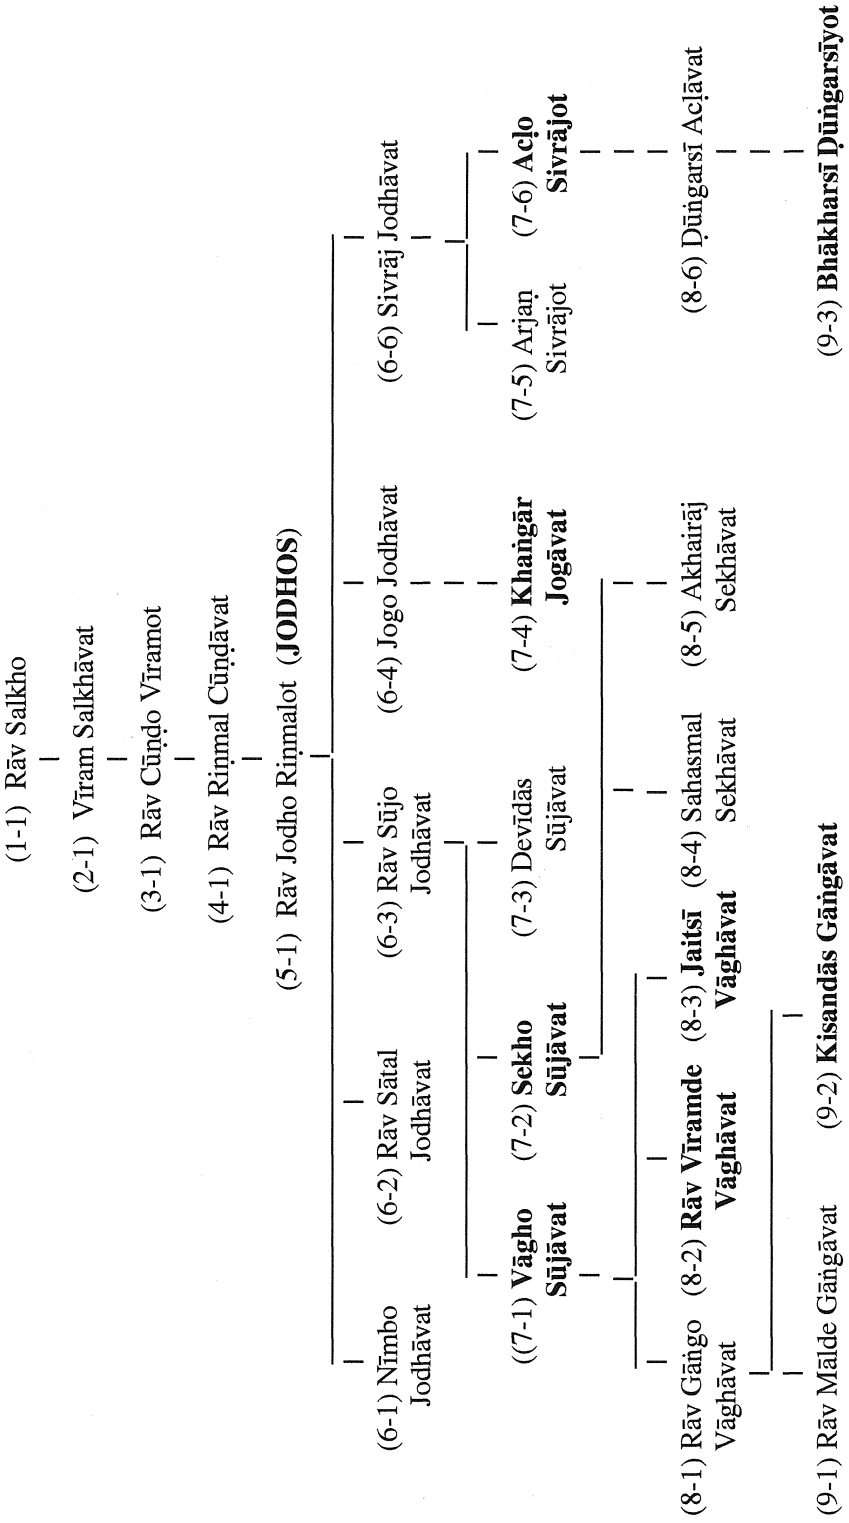 (1-1) Rāv Salkho
(2-1) Vīram Salkhāvat
(3-1) Rāv Cūṇḍo Vīramot
(4-1) Rāv Riṇmal Cūṇḍāvat
(5-1) Rāv Jodho Riṇmalot (JODHOS)
(6-1) Nīmbo
Jodhāvat
(6-2) Rāv Sātal
Jodhāvat
(6-3) Rāv Sūjo
Jodhāvat
(6-4) Jogo Jodhāvat
(6-6) Sivrāj Jodhāvat
((7-1) Vāgho
Sūjāvat
(7-2) Sekho
Sūjāvat
(7-3) Devīdās
Sūjāvat
(7-4) Khaṅgār
Jogāvat
(7-5) Arjaṇ
Sivrājot
(7-6) Acḷo
Sivrājot
(8-1) Rāv Gāṅgo
Vāghāvat
(8-2) Rāv Vīramde
Vāghāvat
(8-3) Jaitsī
Vāghāvat
(8-4) Sahasmal
Sekhāvat
(8-5) Akhairāj
Sekhāvat
(8-6) Ḍūṅgarsī Acḷāvat
(9-1) Rāv Mālde Gāṅgāvat
(9-2) Kisandās Gāṅgāvat
(9-3) Bhākharsī Ḍūṅgarsīyot